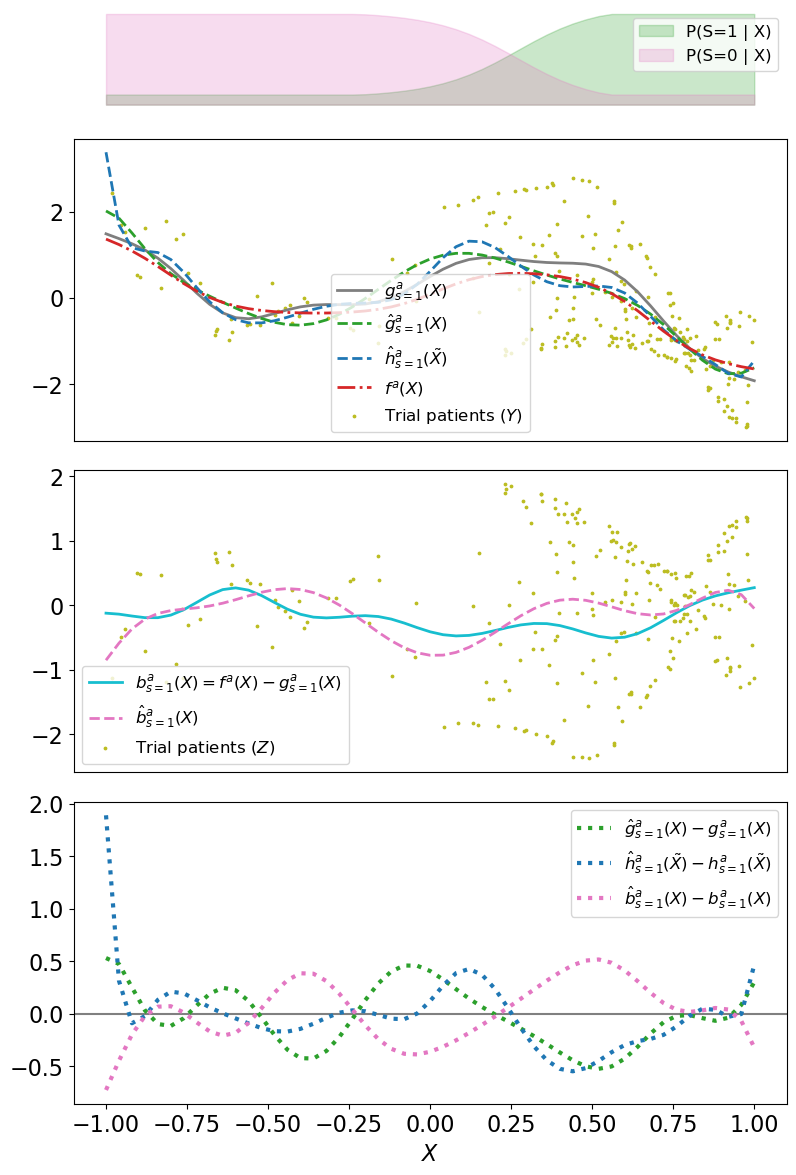 P(S=1 | X)
P(S=0 | X)
2
0
−2
g^a_{s=1}(X)
ĝ^a_{s=1}(X)
ĥ^a_{s=1}(X̃)
f^a(X)
Trial patients (Y)
2
1
0
−1
−2
b^a_{s=1}(X) = f^a(X) − g^a_{s=1}(X)
b̂^a_{s=1}(X)
Trial patients (Z)
2.0
1.5
1.0
0.5
0.0
−0.5
ĝ^a_{s=1}(X) − g^a_{s=1}(X)
ĥ^a_{s=1}(X̃) − h^a_{s=1}(X̃)
b̂^a_{s=1}(X) − b^a_{s=1}(X)
−1.00 −0.75 −0.50 −0.25 0.00 0.25 0.50 0.75 1.00
X